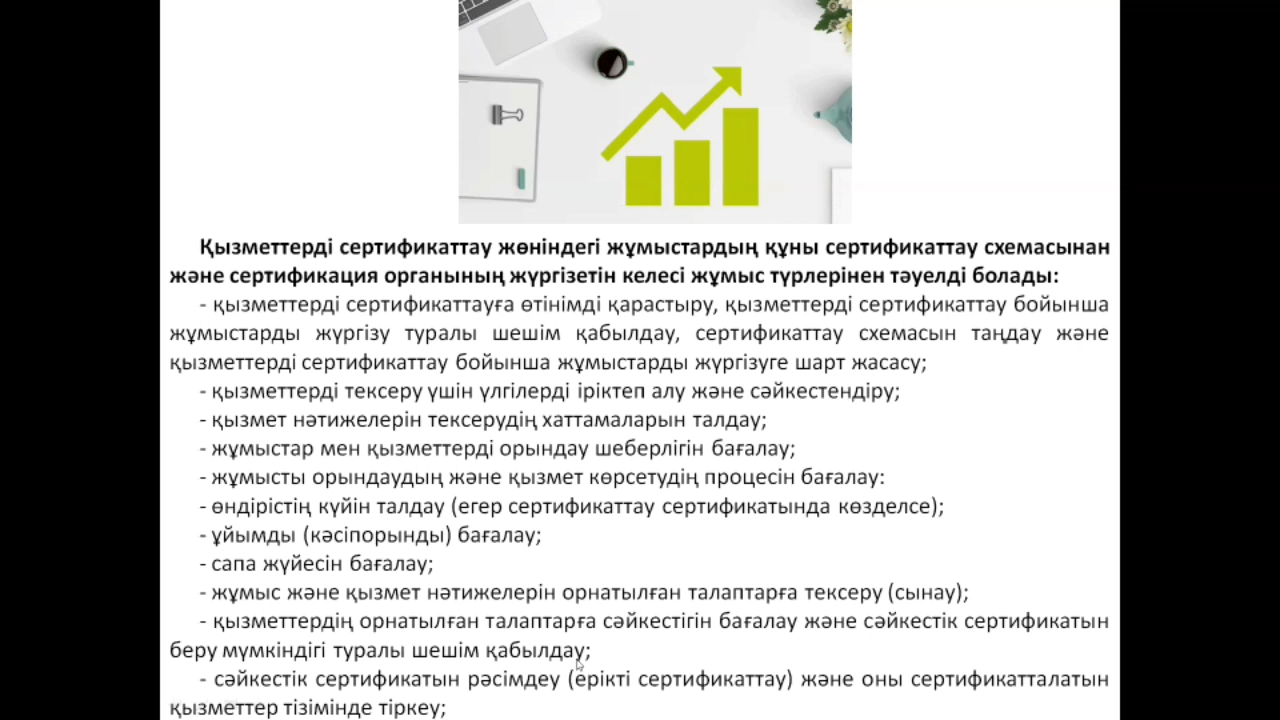 Қызметтерді сертификаттау жөніндегі жұмыстардың құны сертификаттау схемасынан
және сертификация органының жүргізетін келесі жұмыс түрлерінен тәуелді болады:
- қызметтерді сертификаттауға өтінімді қарастыру, қызметтерді сертификаттау бойынша
жұмыстарды жүргізу туралы шешім қабылдау, сертификаттау схемасын таңдау және
қызметтерді сертификаттау бойынша жұмыстарды жүргізуге шарт жасасу;
- қызметтерді тексеру үшін үлгілерді іріктеп алу және сәйкестендіру;
- қызмет нәтижелерін тексерудің хаттамаларын талдау;
- жұмыстар мен қызметтерді орындау шеберлігін бағалау;
- жұмысты орындаудың және қызмет көрсетудің процесін бағалау:
- өндірістің күйін талдау (егер сертификаттау сертификатында көзделсе);
- ұйымды (кәсіпорынды) бағалау;
- сапа жүйесін бағалау;
- жұмыс және қызмет нәтижелерін орнатылған талаптарға тексеру (сынау);
- қызметтердің орнатылған талаптарға сәйкестігін бағалау және сәйкестік сертификатын
беру мүмкіндігі туралы шешім қабылдау;
- сәйкестік сертификатын рәсімдеу (ерікті сертификаттау) және оны сертификатталатын
қызметтер тізімінде тіркеу;